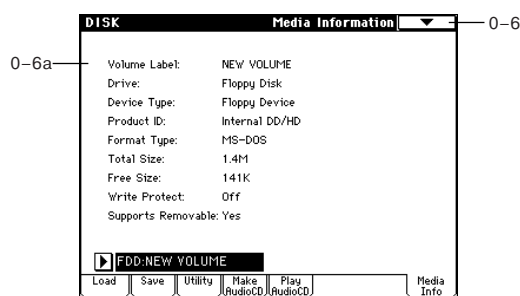 DISK Media Information
0–6
0–6a
Volume Label: NEW VOLUME
Drive: Floppy Disk
Device Type: Floppy Device
Product ID: Internal DD/HD
Format Type: MS-DOS
Total Size: 1.4M
Free Size: 141K
Write Protect: Off
Supports Removable: Yes
FDD:NEW VOLUME
Load Save Utility Make AudioCD Play AudioCD Media Info